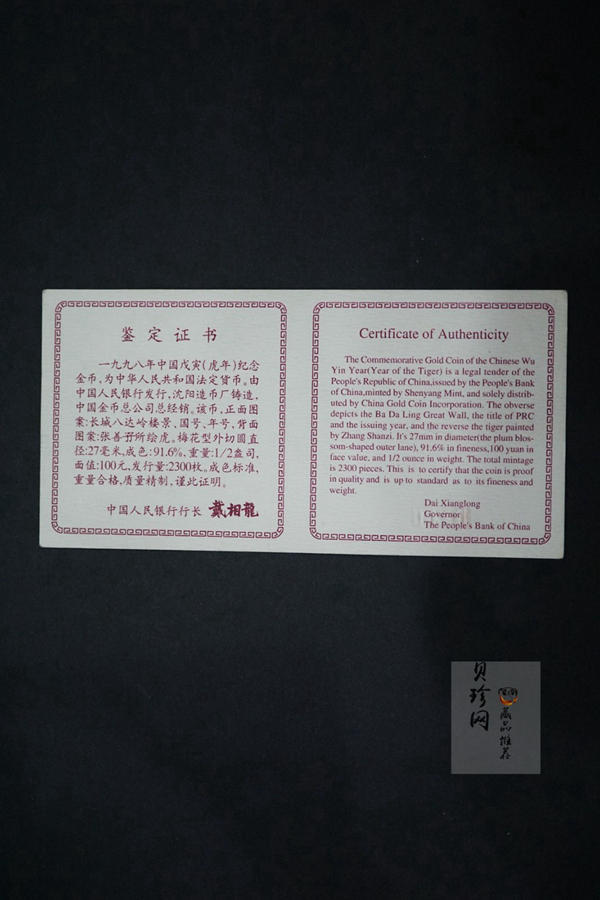 鉴定证书
一九九八年中国戊寅(虎年)纪念
金币,为中华人民共和国法定货币。由
中国人民银行发行,沈阳造币厂铸造,
中国金币总公司总经销。该币,正面图
案:长城八达岭楼景,国号、年号,背面
图案:张善孖所绘虎。梅花型外切圆直
径:27毫米,成色:91.6%,重量:1/2盎司,
面值:100元,发行量:2300枚。成色标准,
重量合格,质量精制,谨此证明。
中国人民银行行长 戴相龍
Certificate of Authenticity
The Commemorative Gold Coin of the Chinese Wu
Yin Year(Year of the Tiger) is a legal tender of the
People's Republic of China,issued by the People's Bank
of China,minted by Shenyang Mint, and solely distrib-
uted by China Gold Coin Incorporation. The obverse
depicts the Ba Da Ling Great Wall, the title of PRC
and the issuing year, and the reverse the tiger painted
by Zhang Shanzi. It's 27mm in diameter(the plum blos-
som-shaped outer lane), 91.6% in fineness,100 yuan in
face value, and 1/2 ounce in weight. The total mintage
is 2300 pieces. This is to certify that the coin is proof
in quality and is up to standard as to its fineness and
weight.
Dai Xianglong
Governor
The People's Bank of China
贝珍网
藏品推荐